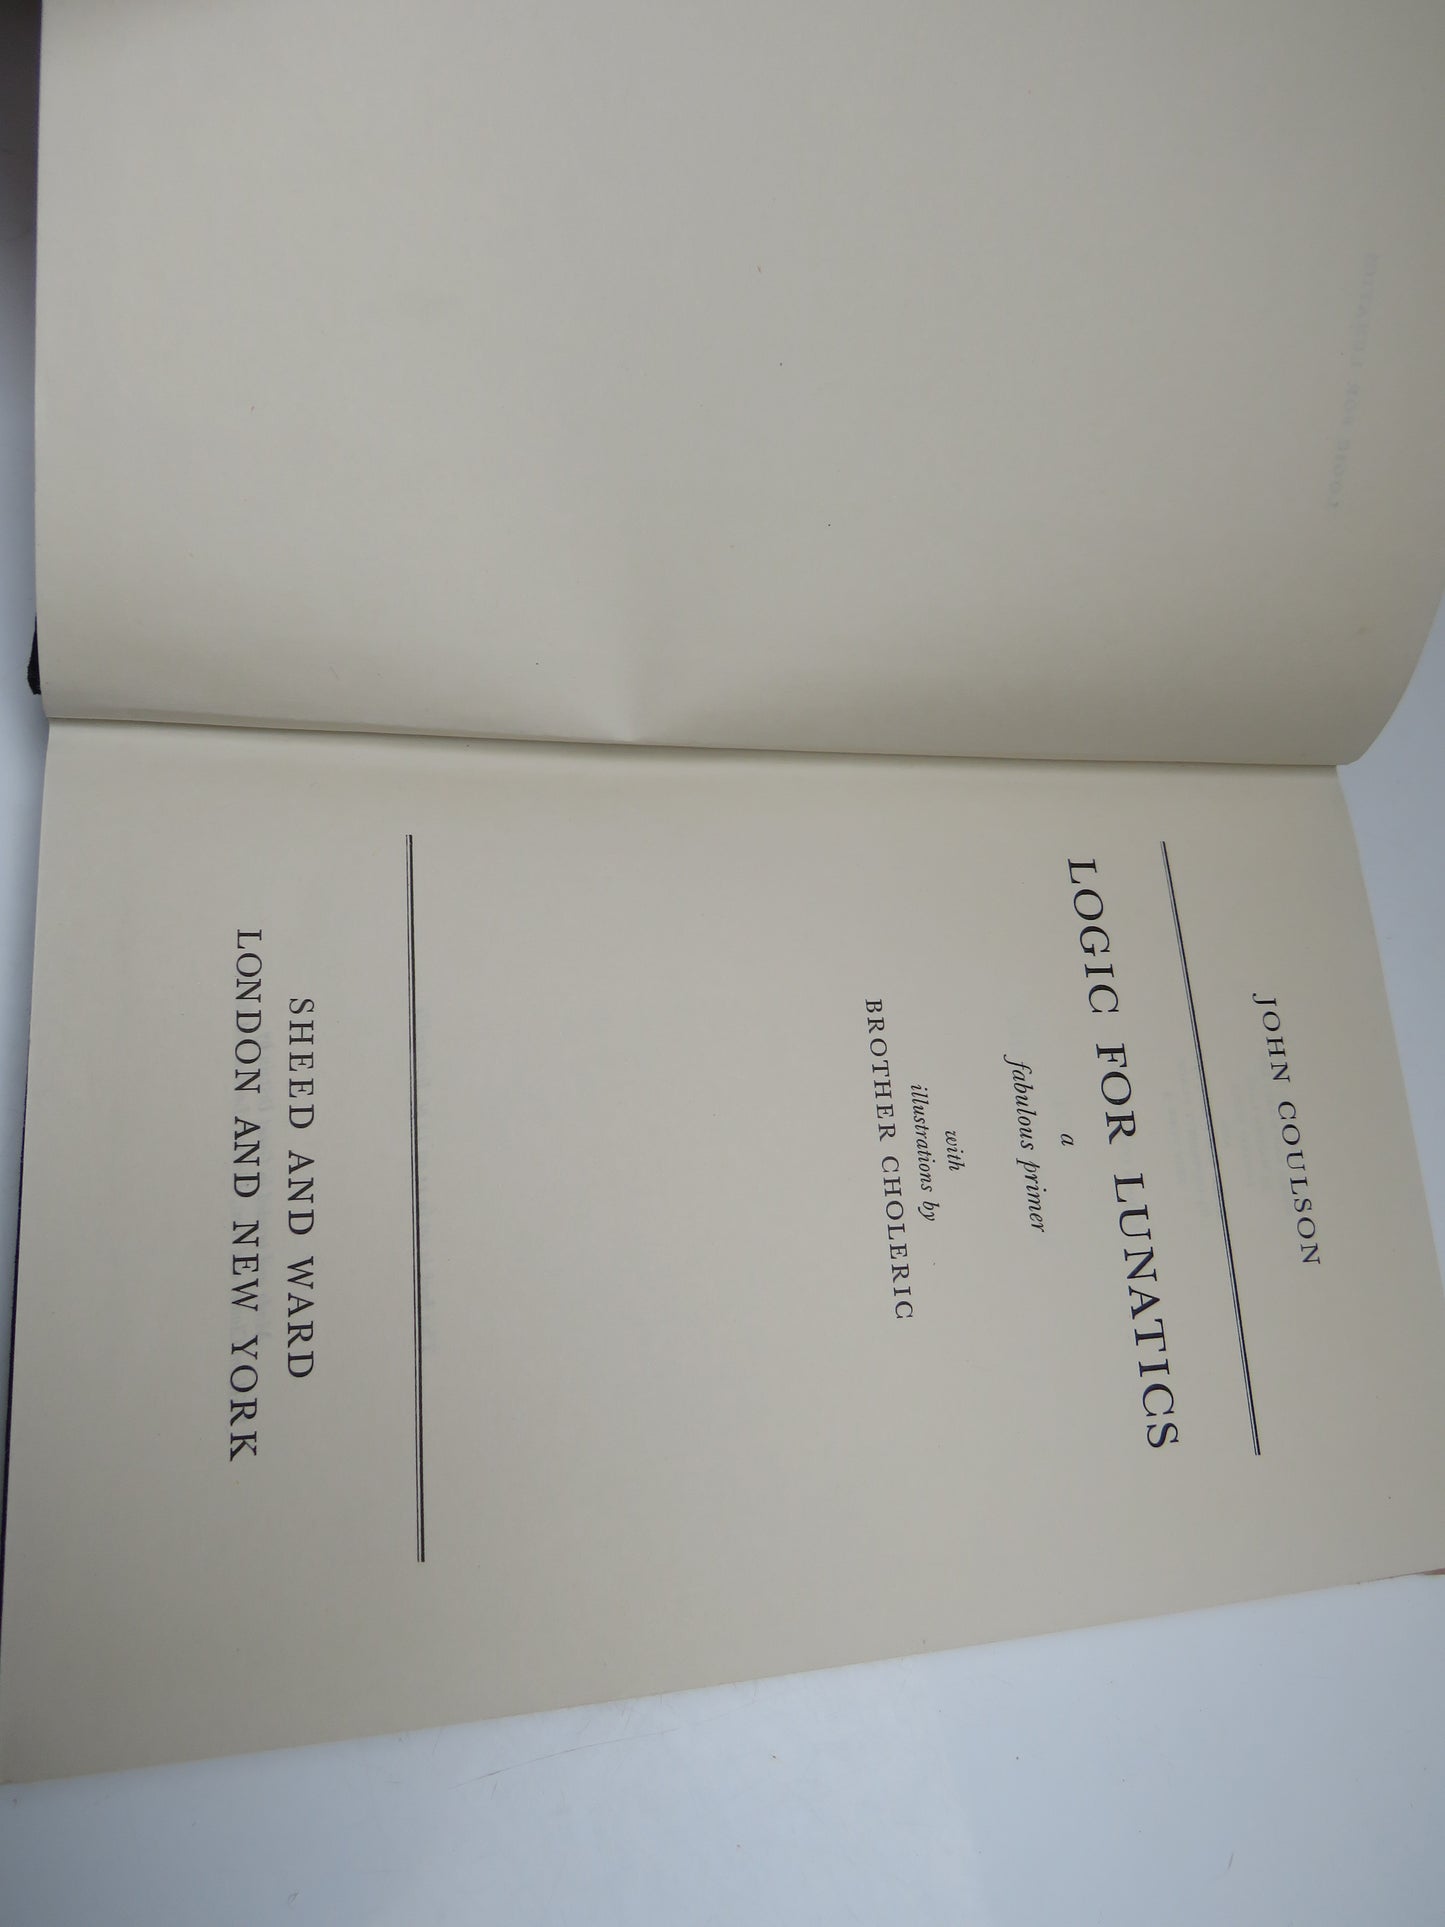 JOHN COULSON
LOGIC FOR LUNATICS
a
fabulous primer
with
illustrations by
BROTHER CHOLERIC
SHEED AND WARD
LONDON AND NEW YORK